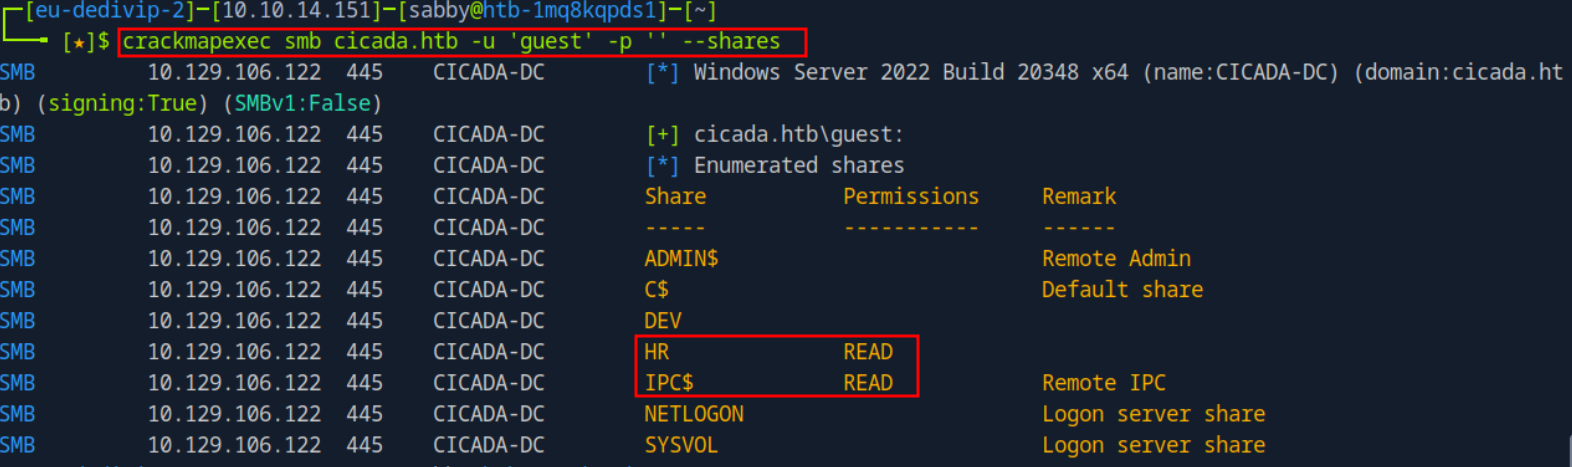 [eu-dedivip-2]-[10.10.14.151]-[sabby@htb-1mq8kqpds1]-[~]
[★]$ crackmapexec smb cicada.htb -u 'guest' -p '' --shares
SMB 10.129.106.122 445 CICADA-DC [*] Windows Server 2022 Build 20348 x64 (name:CICADA-DC) (domain:cicada.ht
b) (signing:True) (SMBv1:False)
SMB 10.129.106.122 445 CICADA-DC [+] cicada.htb\guest:
SMB 10.129.106.122 445 CICADA-DC [*] Enumerated shares
SMB 10.129.106.122 445 CICADA-DC Share Permissions Remark
SMB 10.129.106.122 445 CICADA-DC ----- ----------- ------
SMB 10.129.106.122 445 CICADA-DC ADMIN$ Remote Admin
SMB 10.129.106.122 445 CICADA-DC C$ Default share
SMB 10.129.106.122 445 CICADA-DC DEV
SMB 10.129.106.122 445 CICADA-DC HR READ
SMB 10.129.106.122 445 CICADA-DC IPC$ READ Remote IPC
SMB 10.129.106.122 445 CICADA-DC NETLOGON Logon server share
SMB 10.129.106.122 445 CICADA-DC SYSVOL Logon server share